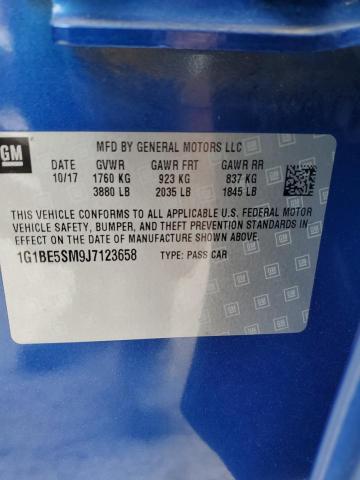 GM
MFD BY GENERAL MOTORS LLC
DATE GVWR GAWR FRT GAWR RR
10/17 1760 KG 923 KG 837 KG
3880 LB 2035 LB 1845 LB
THIS VEHICLE CONFORMS TO ALL APPLICABLE U.S. FEDERAL MOTOR
VEHICLE SAFETY, BUMPER, AND THEFT PREVENTION STANDARDS IN
EFFECT ON THE DATE OF MANUFACTURE SHOWN ABOVE.
1G1BE5SM9J7123658 TYPE: PASS CAR